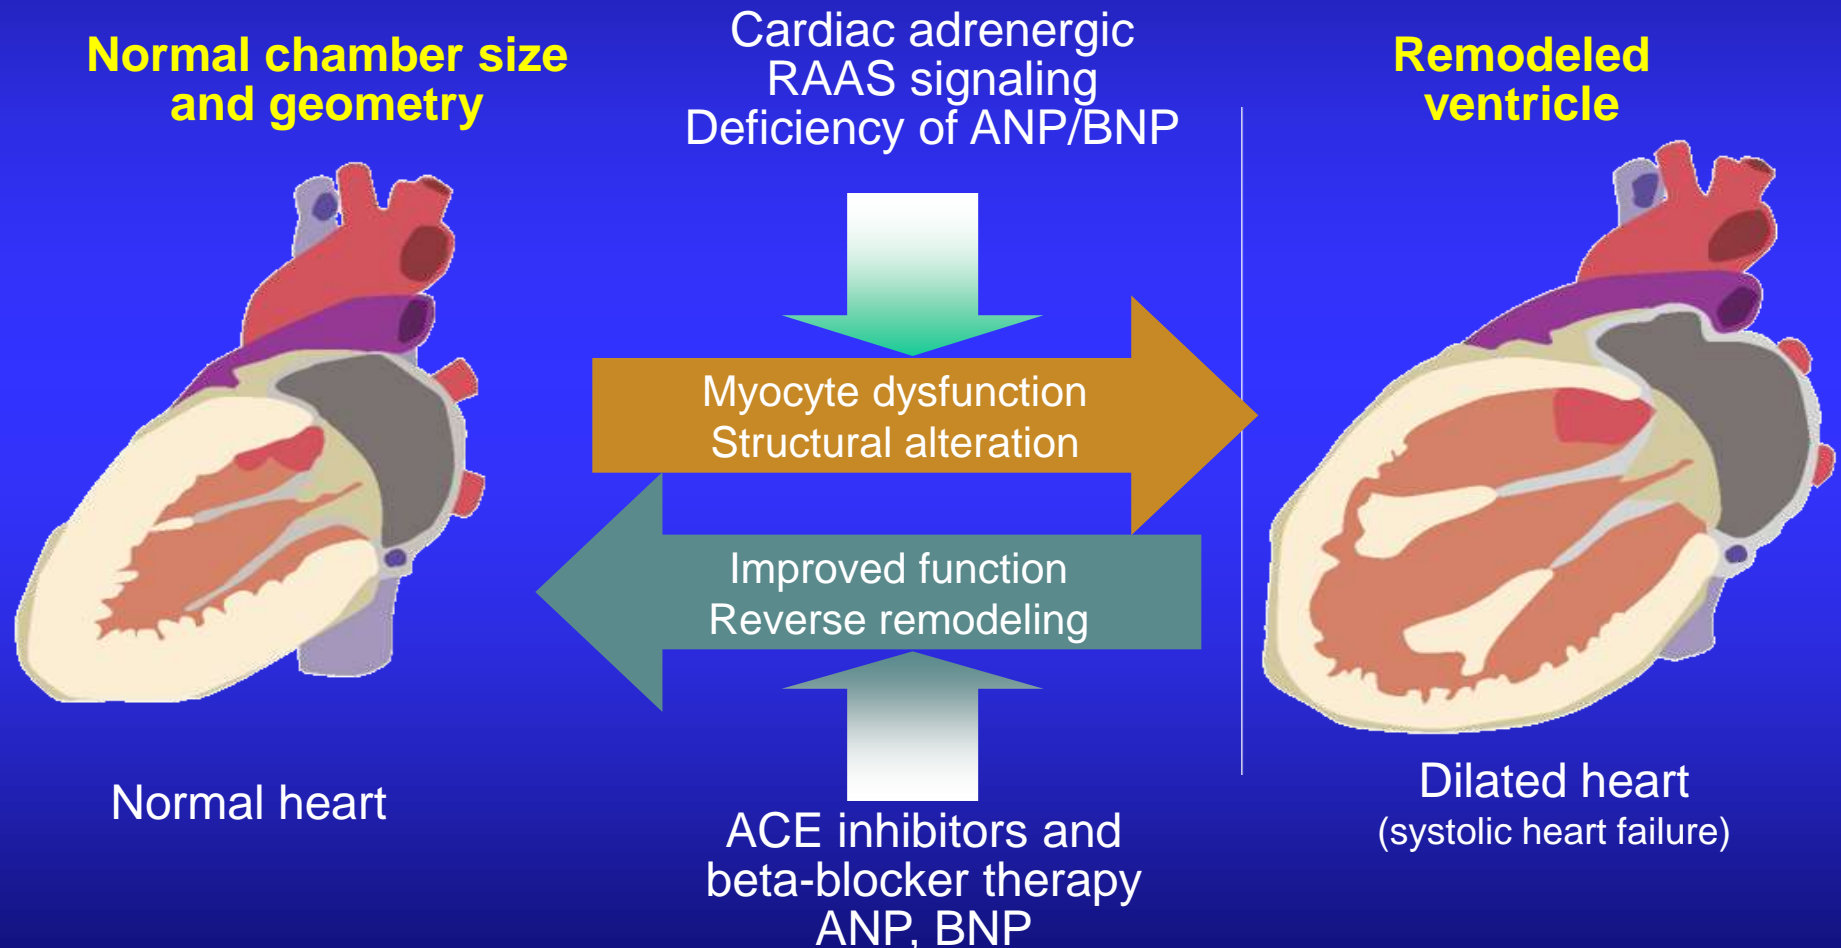 Normal chamber size
and geometry
Cardiac adrenergic
RAAS signaling
Deficiency of ANP/BNP
Remodeled
ventricle
Myocyte dysfunction
Structural alteration
Improved function
Reverse remodeling
Normal heart
ACE inhibitors and
beta-blocker therapy
ANP, BNP
Dilated heart
(systolic heart failure)